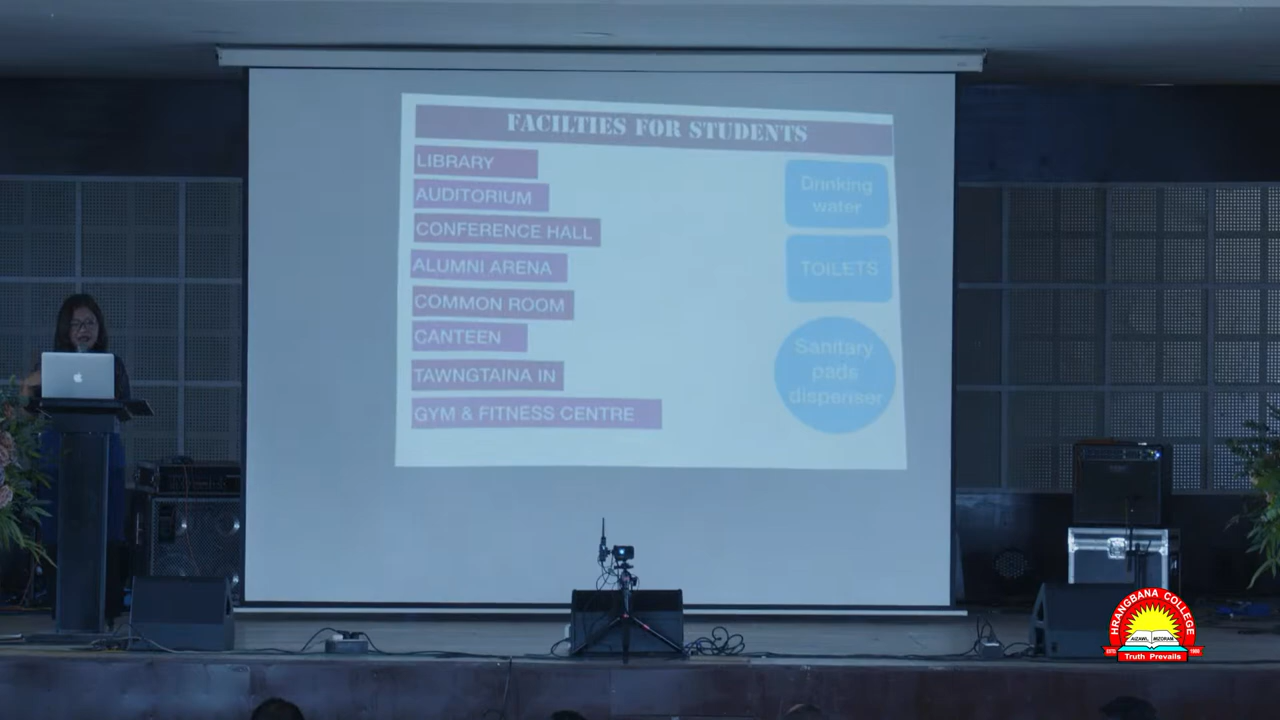 FACILTIES FOR STUDENTS
LIBRARY
AUDITORIUM
CONFERENCE HALL
ALUMNI ARENA
COMMON ROOM
CANTEEN
TAWNGTAINA IN
GYM & FITNESS CENTRE
Drinking
water
TOILETS
Sanitary
pads
dispenser
HRANGBANA COLLEGE
AIZAWL MIZORAM
Truth Prevails